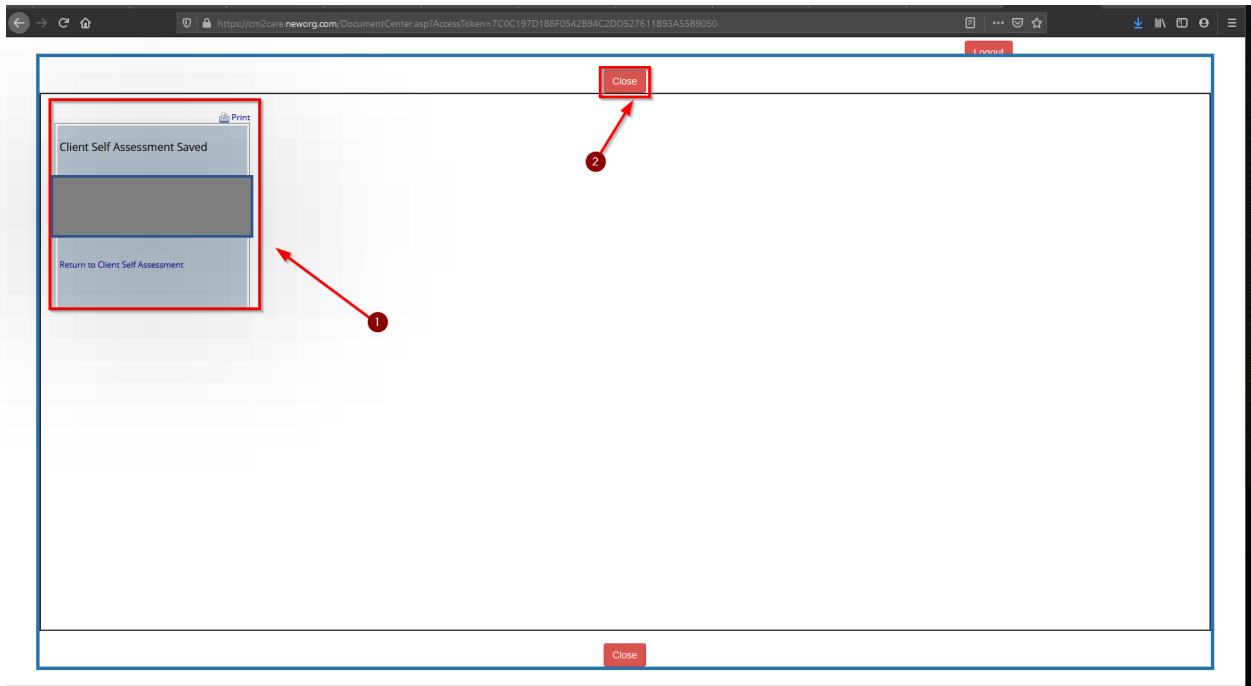 https://cm2care.neworg.com/DocumentCenter.asp?AccessToken=7C0C197D1B8F0542B94C2DD527611B93A55B9050
Logout
Close
Print
Client Self Assessment Saved
2
Return to Client Self Assessment
1
Close